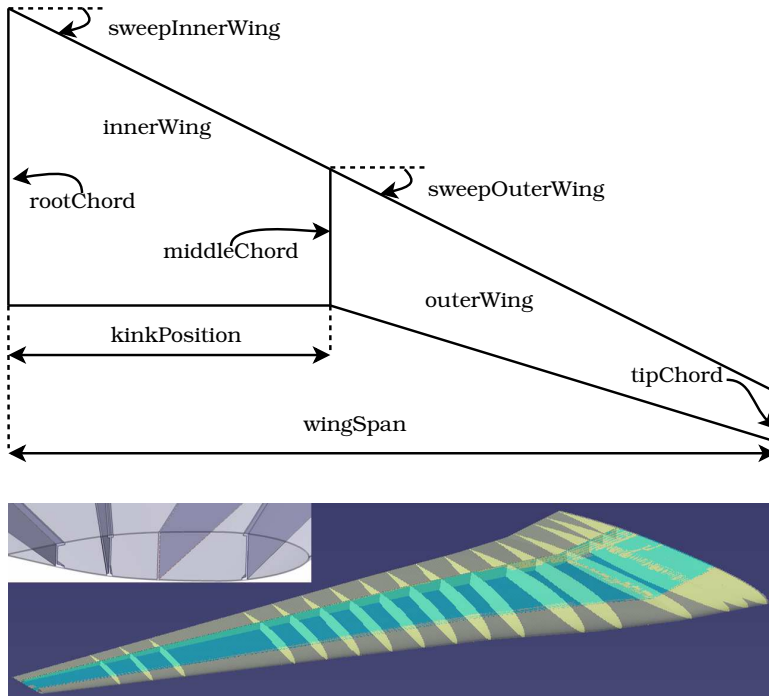 sweepInnerWing
innerWing
sweepOuterWing
rootChord
middleChord
outerWing
kinkPosition
tipChord
wingSpan